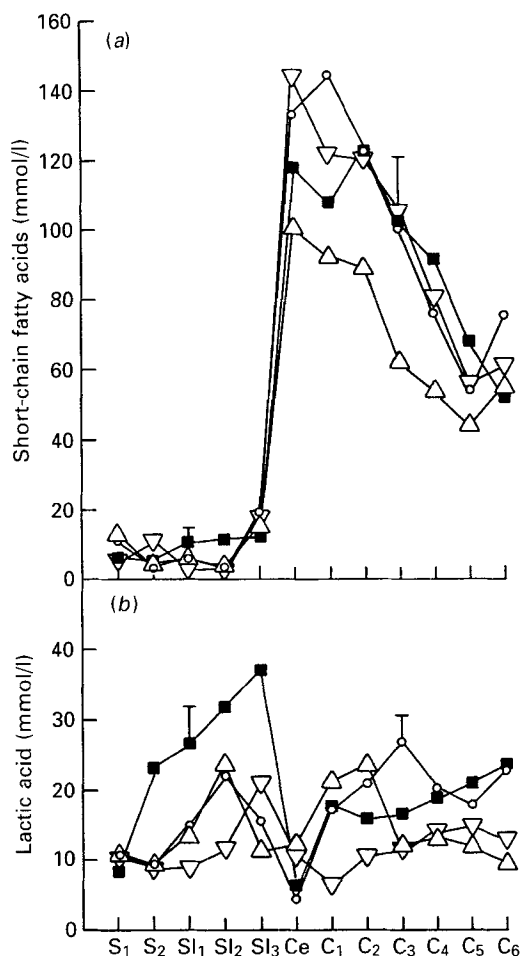 160
(a)
140
120
100
80
60
40
20
0
Short-chain fatty acids (mmol/l)
(b)
40
30
20
10
0
Lactic acid (mmol/l)
S₁ S₂ SI₁ SI₂ SI₃ Ce C₁ C₂ C₃ C₄ C₅ C₆